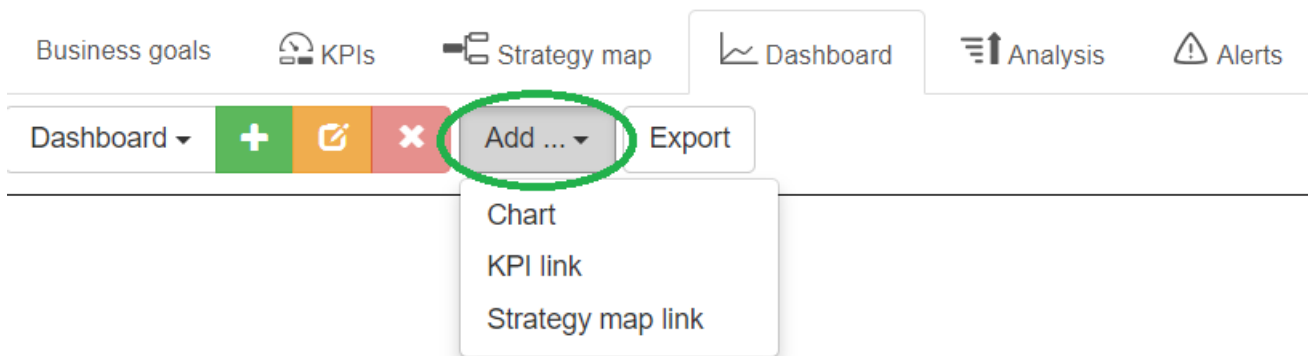 Business goals KPIs Strategy map Dashboard Analysis Alerts
Dashboard Add ... Export
Chart
KPI link
Strategy map link